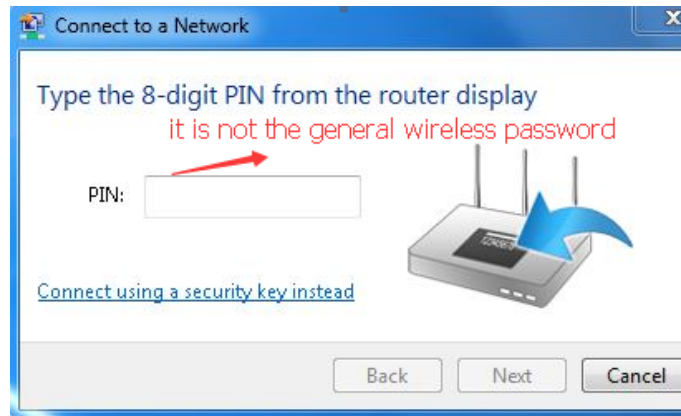 Connect to a Network
X
Type the 8-digit PIN from the router display
it is not the general wireless password
PIN:
Connect using a security key instead
Back
Next
Cancel